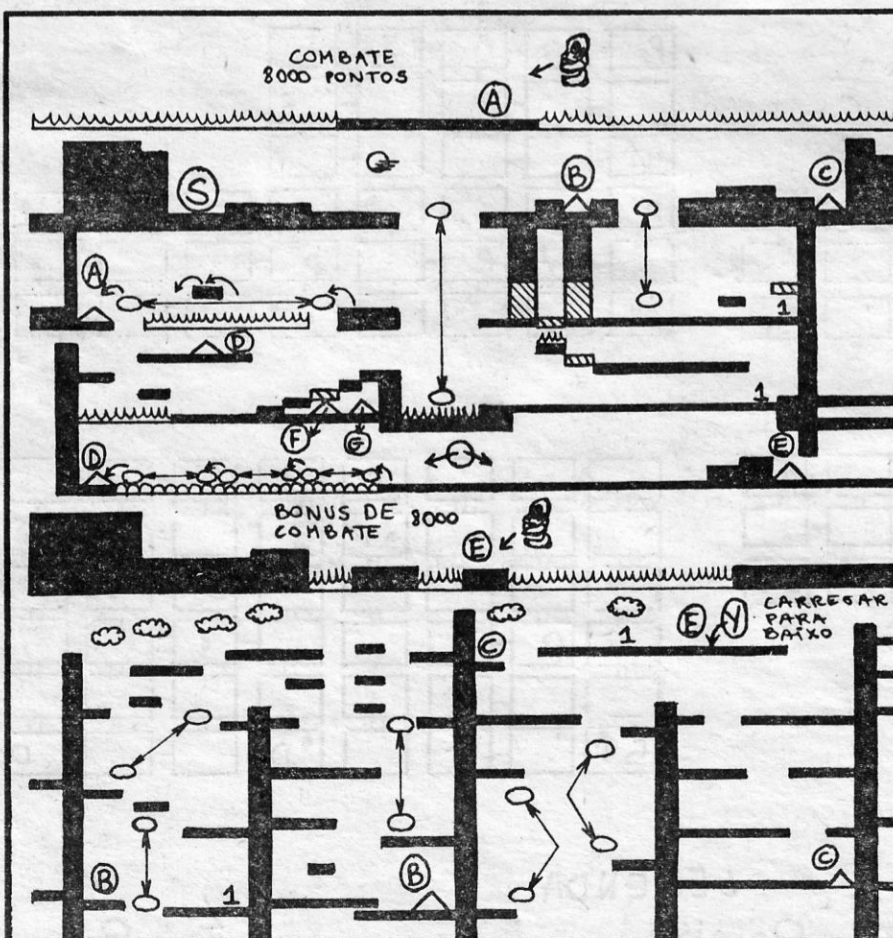 COMBATE
8000 PONTOS
A
S
B
C
A
1
D
1
F
G
E
D
BONUS DE 8000
COMBATE
E
CARREGAR
PARA
BAIXO
E Y
1
C
C
B
B
1